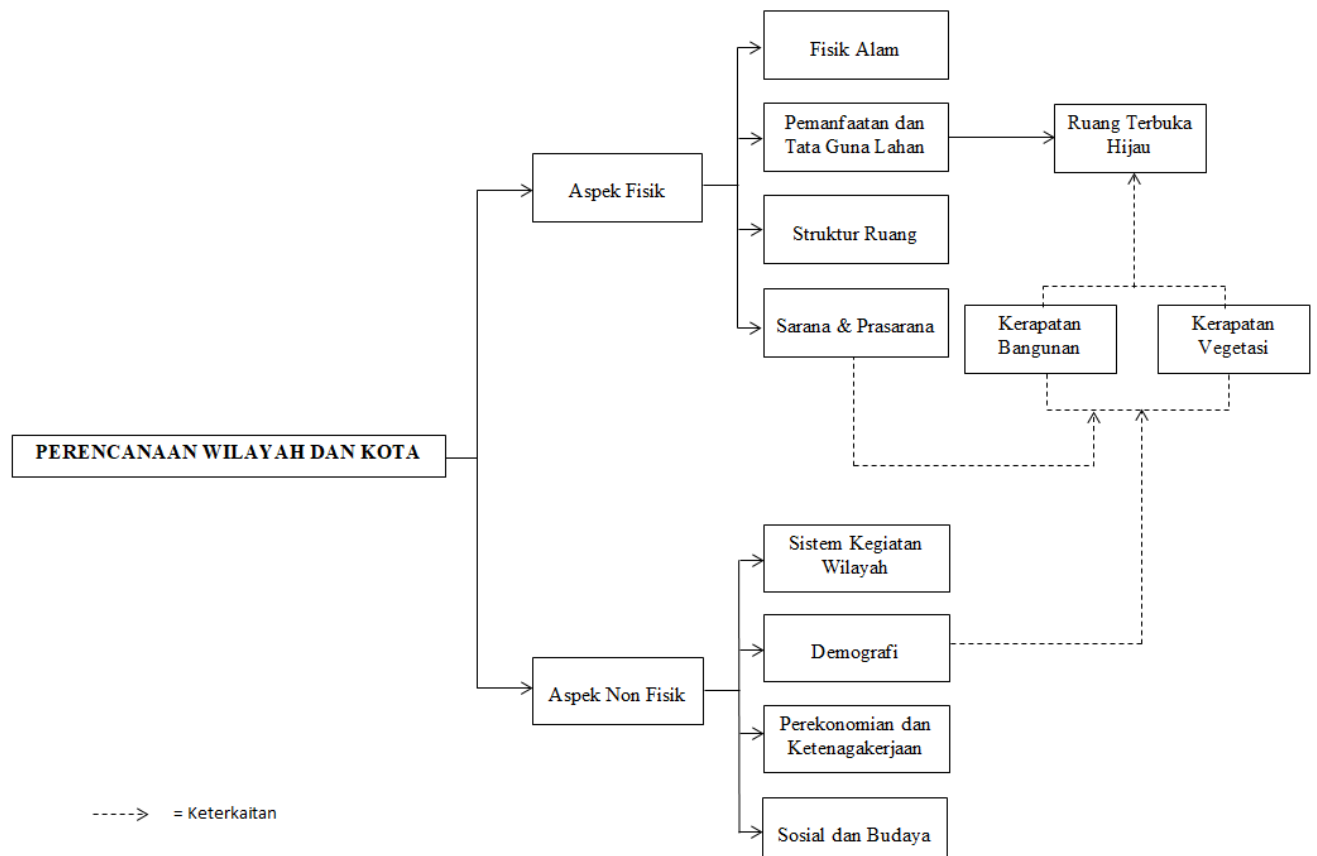 Fisik Alam
Pemanfaatan dan
Tata Guna Lahan
Ruang Terbuka
Hijau
Aspek Fisik
Struktur Ruang
Sarana & Prasarana
Kerapatan
Bangunan
Kerapatan
Vegetasi
PERENCANAAN WILAYAH DAN KOTA
Sistem Kegiatan
Wilayah
Demografi
Aspek Non Fisik
Perekonomian dan
Ketenagakerjaan
Sosial dan Budaya
= Keterkaitan